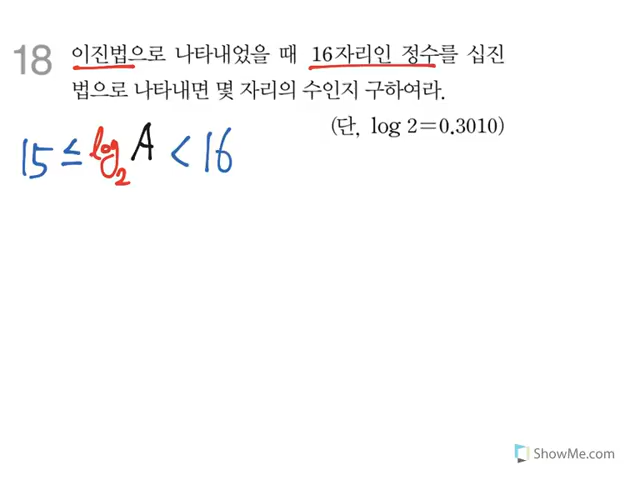 18 이진법으로 나타내었을 때 16자리인 정수를 십진
법으로 나타내면 몇 자리의 수인지 구하여라.
(단, log 2=0.3010)
15 ≤ log₂ A < 16
ShowMe.com